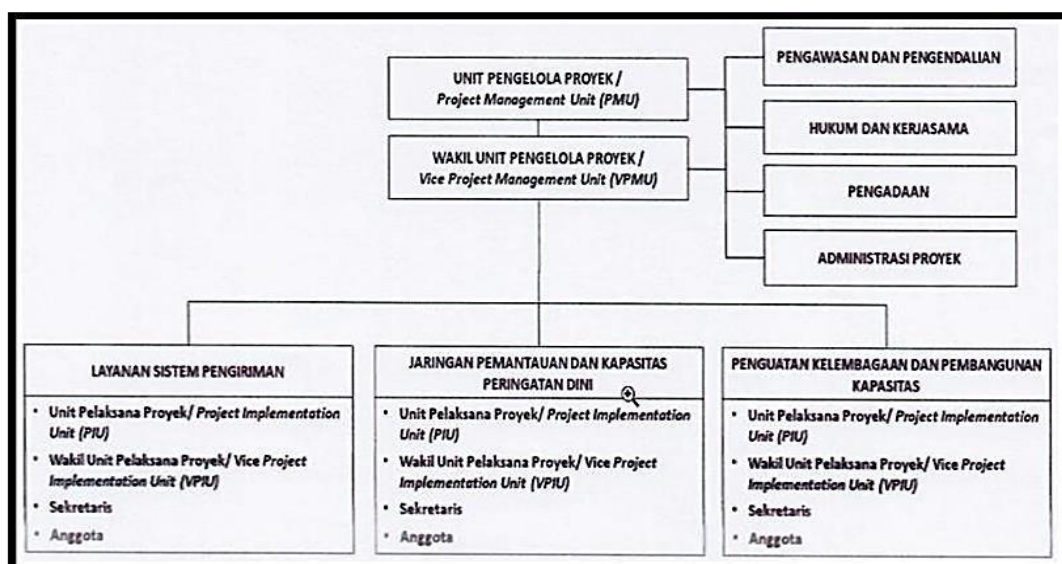 UNIT PENGELOLA PROYEK /
Project Management Unit (PMU)
WAKIL UNIT PENGELOLA PROYEK /
Vice Project Management Unit (VPMU)
PENGAWASAN DAN PENGENDALIAN
HUKUM DAN KERJASAMA
PENGADAAN
ADMINISTRASI PROYEK
LAYANAN SISTEM PENGIRIMAN
• Unit Pelaksana Proyek/ Project Implementation
Unit (PIU)
• Wakil Unit Pelaksana Proyek/ Vice Project
Implementation Unit (VPIU)
• Sekretaris
• Anggota
JARINGAN PEMANTAUAN DAN KAPASITAS
PERINGATAN DINI
• Unit Pelaksana Proyek/ Project Implementation
Unit (PIU)
• Wakil Unit Pelaksana Proyek/ Vice Project
Implementation Unit (VPIU)
• Sekretaris
• Anggota
PENGUATAN KELEMBAGAAN DAN PEMBANGUNAN
KAPASITAS
• Unit Pelaksana Proyek/ Project Implementation
Unit (PIU)
• Wakil Unit Pelaksana Proyek/ Vice Project
Implementation Unit (VPIU)
• Sekretaris
• Anggota